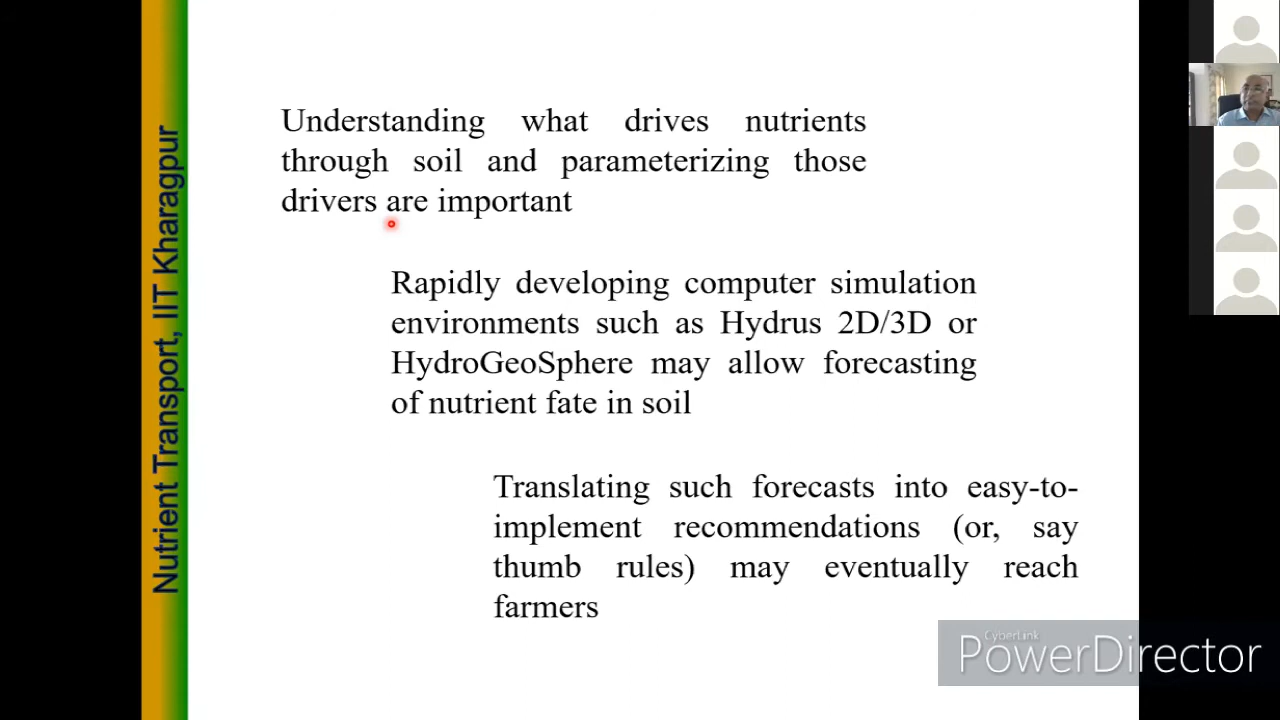 Nutrient Transport, IIT Kharagpur
Understanding what drives nutrients
through soil and parameterizing those
drivers are important
Rapidly developing computer simulation
environments such as Hydrus 2D/3D or
HydroGeoSphere may allow forecasting
of nutrient fate in soil
Translating such forecasts into easy-to-
implement recommendations (or, say
thumb rules) may eventually reach
farmers
CyberLink
PowerDirector